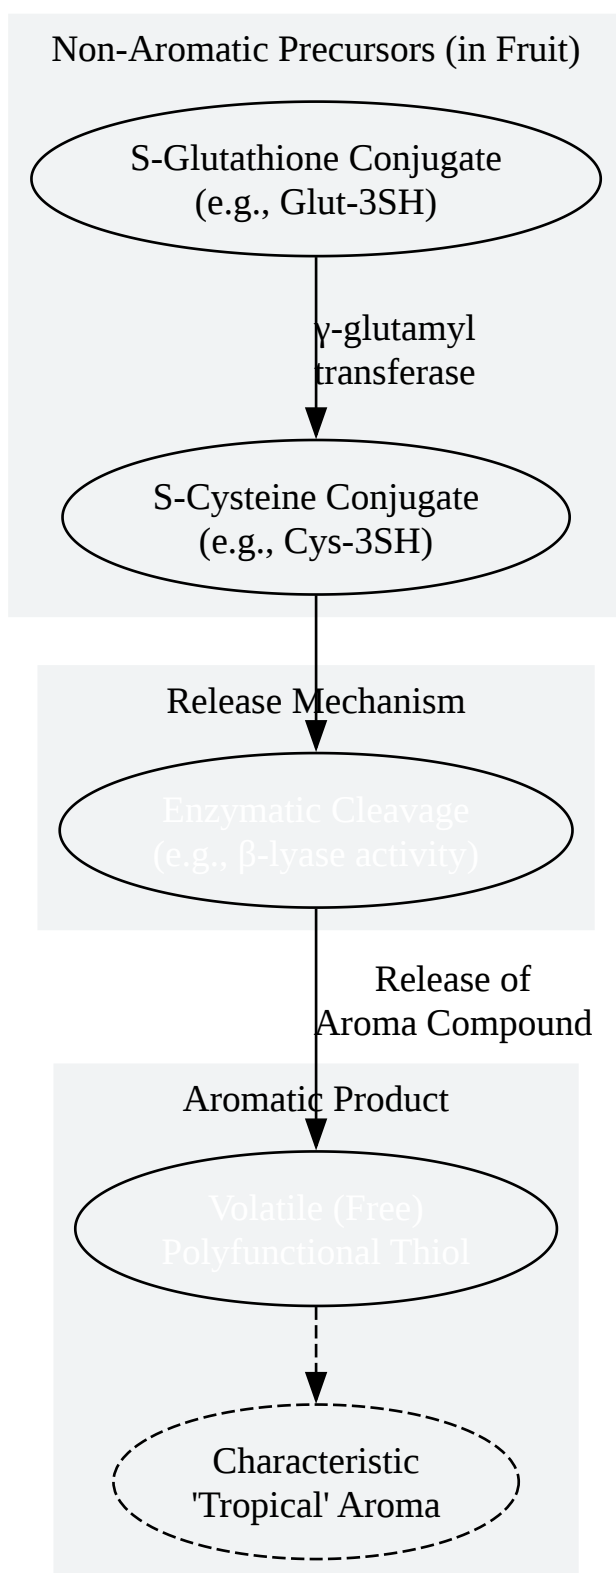 Non-Aromatic Precursors (in Fruit)
S-Glutathione Conjugate
(e.g., Glut-3SH)
γ-glutamyl
transferase
S-Cysteine Conjugate
(e.g., Cys-3SH)
Release Mechanism
Enzymatic Cleavage
(e.g., β-lyase activity)
Release of
Aroma Compound
Aromatic Product
Volatile (Free)
Polyfunctional Thiol
Characteristic
'Tropical' Aroma